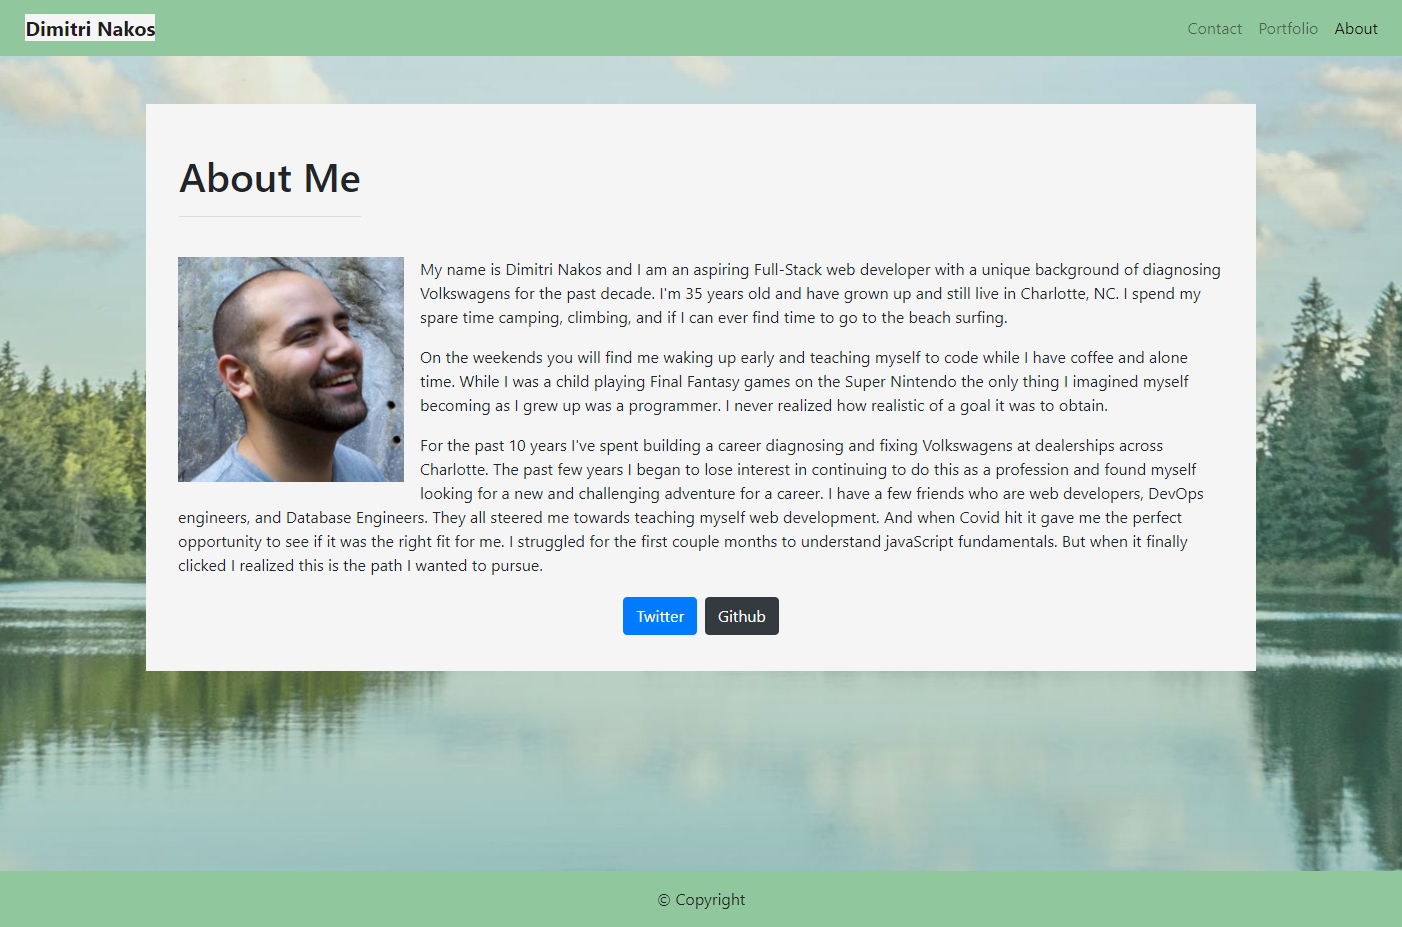 Dimitri Nakos
Contact Portfolio About
About Me
My name is Dimitri Nakos and I am an aspiring Full-Stack web developer with a unique background of diagnosing
Volkswagens for the past decade. I'm 35 years old and have grown up and still live in Charlotte, NC. I spend my
spare time camping, climbing, and if I can ever find time to go to the beach surfing.
On the weekends you will find me waking up early and teaching myself to code while I have coffee and alone
time. While I was a child playing Final Fantasy games on the Super Nintendo the only thing I imagined myself
becoming as I grew up was a programmer. I never realized how realistic of a goal it was to obtain.
For the past 10 years I've spent building a career diagnosing and fixing Volkswagens at dealerships across
Charlotte. The past few years I began to lose interest in continuing to do this as a profession and found myself
looking for a new and challenging adventure for a career. I have a few friends who are web developers, DevOps
engineers, and Database Engineers. They all steered me towards teaching myself web development. And when Covid hit it gave me the perfect
opportunity to see if it was the right fit for me. I struggled for the first couple months to understand javaScript fundamentals. But when it finally
clicked I realized this is the path I wanted to pursue.
Twitter Github
© Copyright